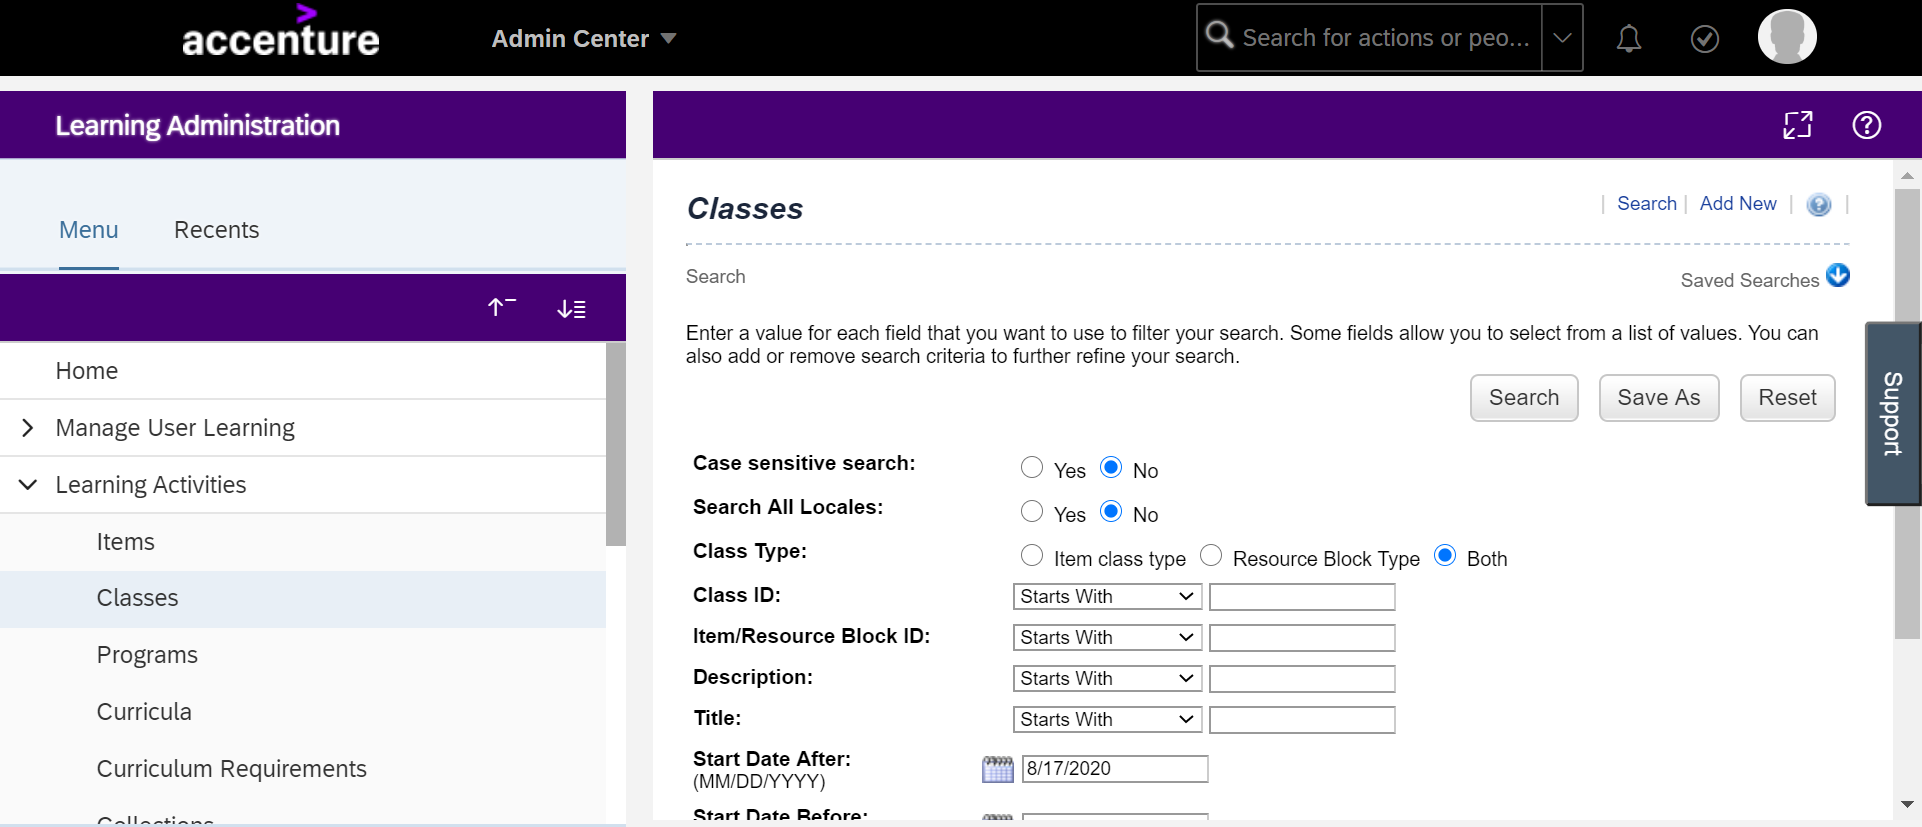 accenture
Admin Center
Search for actions or peo...
Learning Administration
Menu
Recents
Home
Manage User Learning
Learning Activities
Items
Classes
Programs
Curricula
Curriculum Requirements
Collections
Classes
| Search | Add New | ? |
Search
Saved Searches
Enter a value for each field that you want to use to filter your search. Some fields allow you to select from a list of values. You can
also add or remove search criteria to further refine your search.
Search
Save As
Reset
Support
Case sensitive search: Yes No
Search All Locales: Yes No
Class Type: Item class type Resource Block Type Both
Class ID: Starts With
Item/Resource Block ID: Starts With
Description: Starts With
Title: Starts With
Start Date After: 8/17/2020
(MM/DD/YYYY)
Start Date Before: